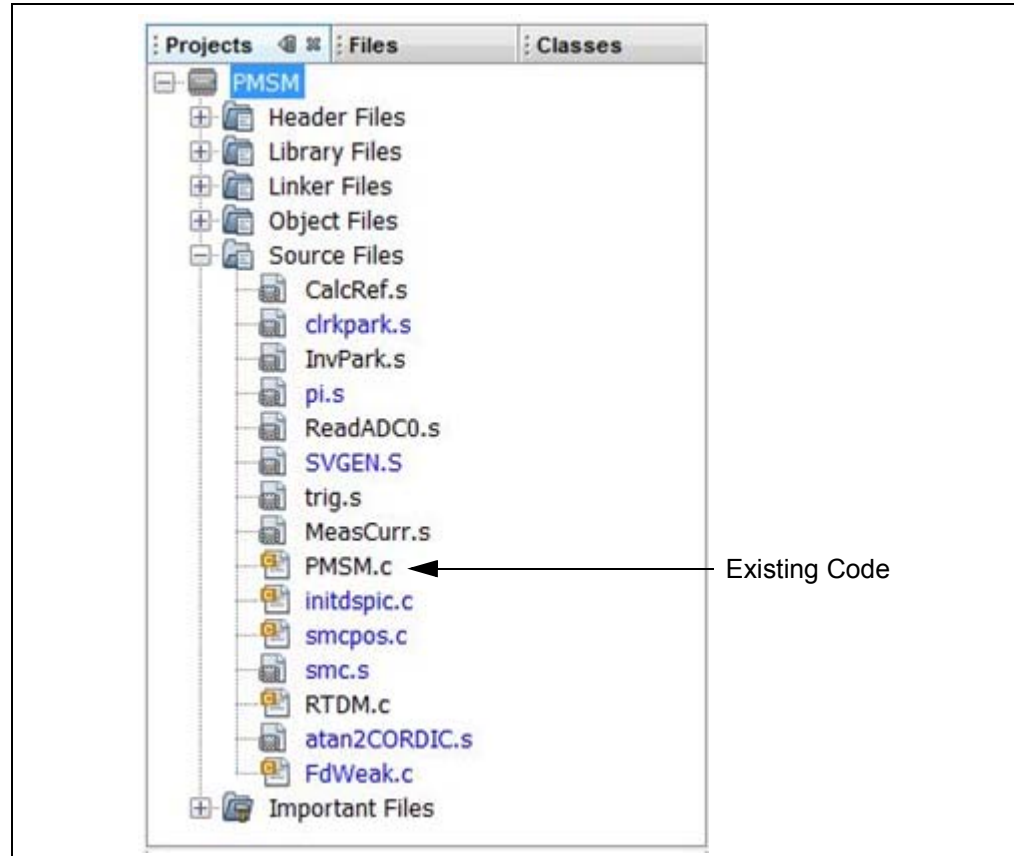 Projects Files Classes
PMSM
Header Files
Library Files
Linker Files
Object Files
Source Files
CalcRef.s
clrkpark.s
InvPark.s
pi.s
ReadADC0.s
SVGEN.S
trig.s
MeasCurr.s
PMSM.c Existing Code
initdspic.c
smcpos.c
smc.s
RTDM.c
atan2CORDIC.s
FdWeak.c
Important Files